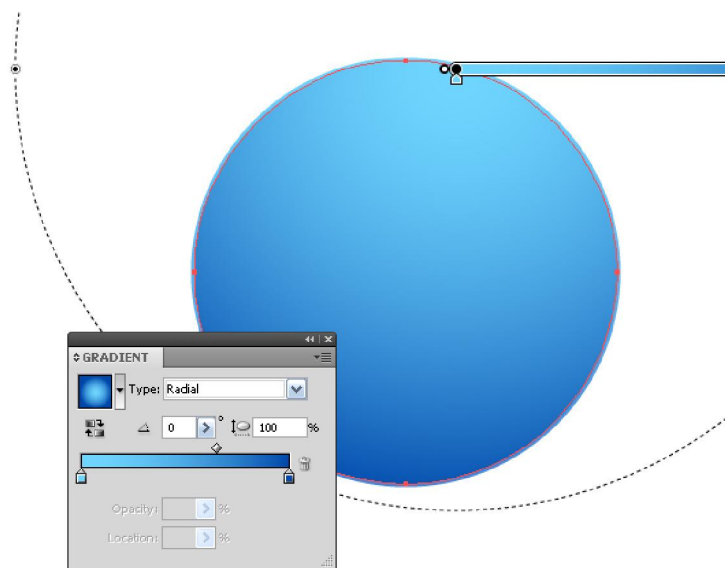 GRADIENT
Type: Radial
0 ° 100 %
Opacity: %
Location: %